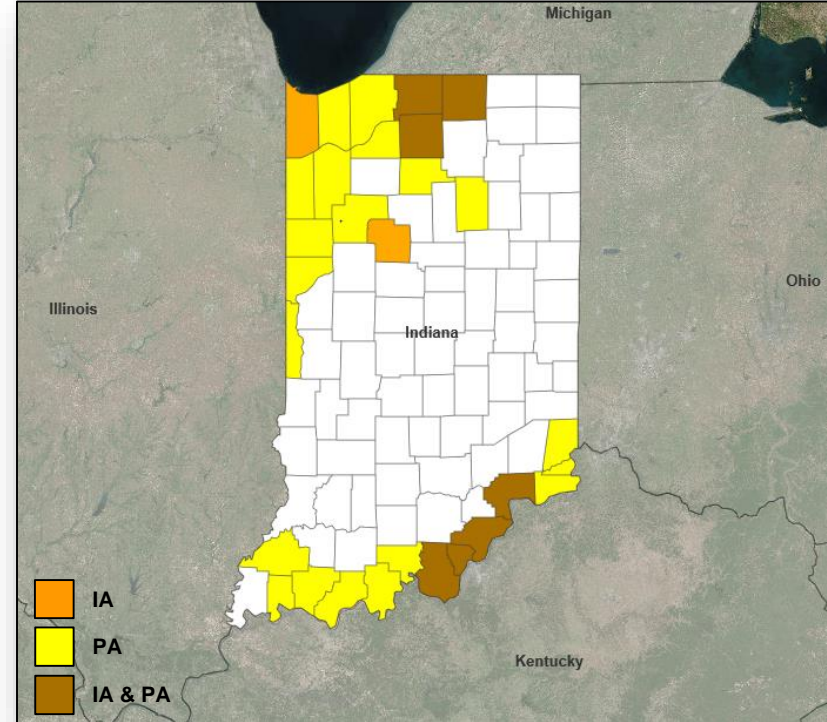 Michigan
Ohio
Illinois
Indiana
IA
PA
Kentucky
IA & PA